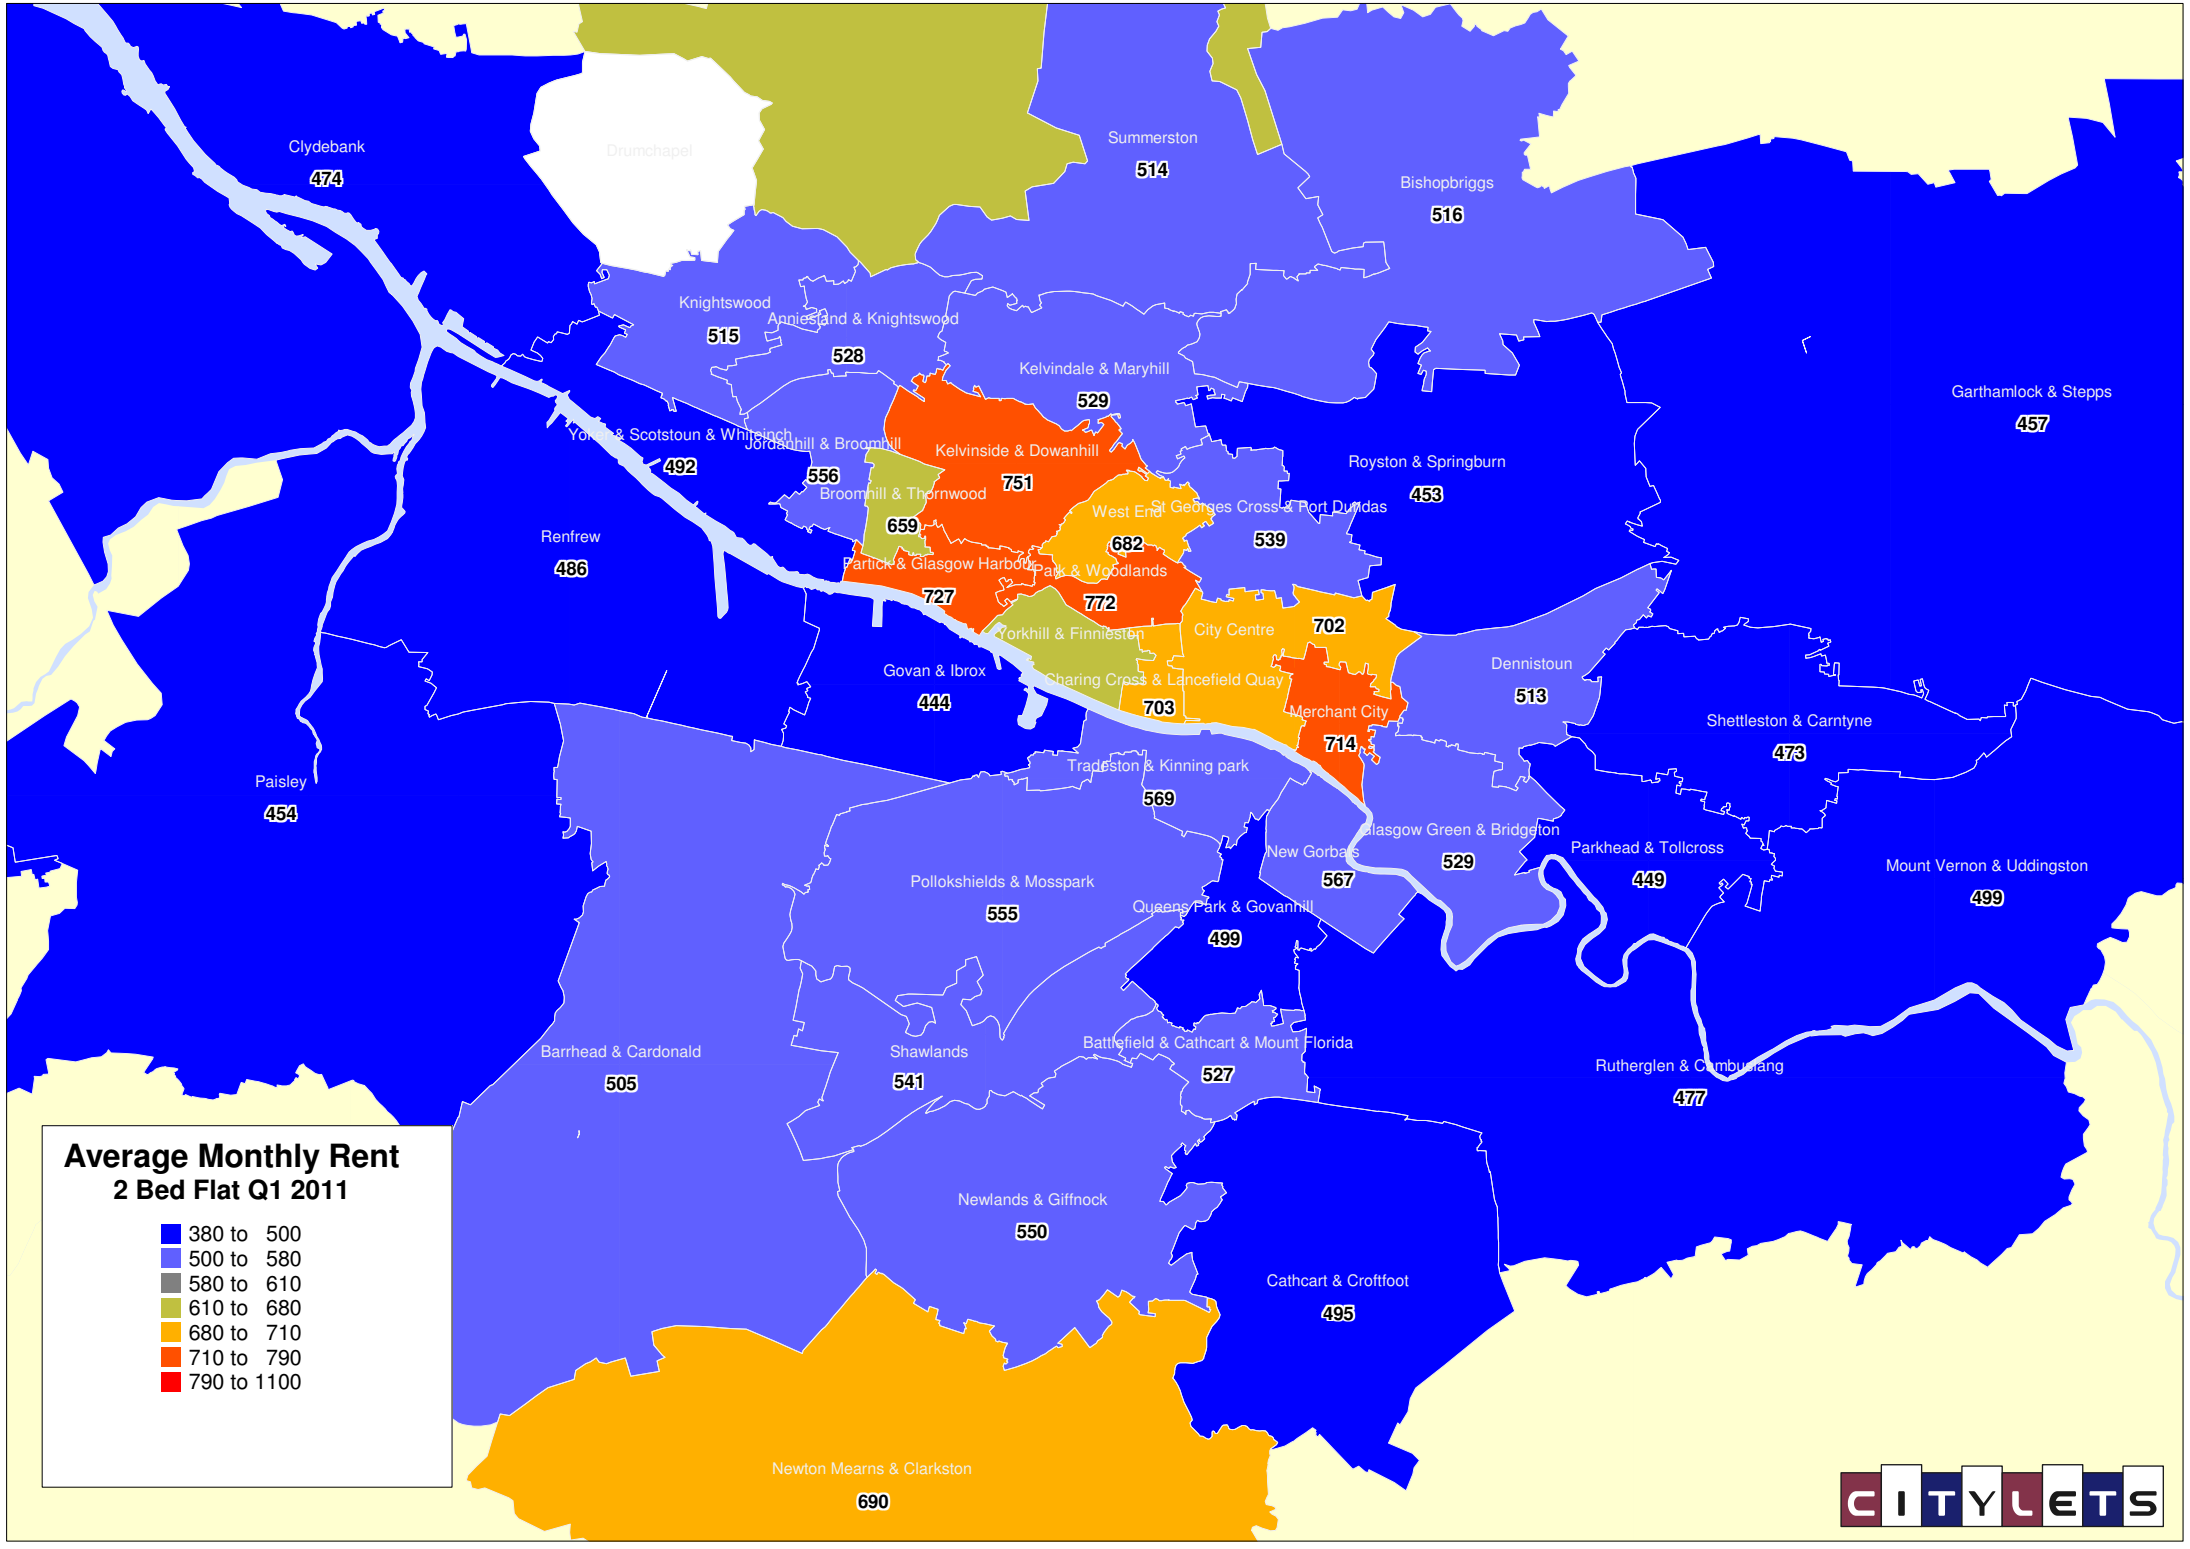 Clydebank
474
Drumchapel
Summerston
514
Bishopbriggs
516
Knightswood
515
Anniesland & Knightswood
528
Kelvindale & Maryhill
529
Garthamlock & Stepps
457
Yoker & Scotstoun & Whiteinch
492
Jordanhill & Broomhill
556
Kelvinside & Dowanhill
751
Royston & Springburn
453
Broomhill & Thornwood
659
West End
682
St Georges Cross & Port Dundas
539
Renfrew
486
Partick & Glasgow Harbour
727
Park & Woodlands
772
Yorkhill & Finnieston
City Centre
702
Govan & Ibrox
444
Charing Cross & Lancefield Quay
703
Dennistoun
513
Merchant City
714
Shettleston & Carntyne
473
Paisley
454
Tradeston & Kinning park
569
Glasgow Green & Bridgeton
529
New Gorbals
567
Parkhead & Tollcross
449
Mount Vernon & Uddingston
499
Pollokshields & Mosspark
555
Queens Park & Govanhill
499
Barrhead & Cardonald
505
Shawlands
541
Battlefield & Cathcart & Mount Florida
527
Rutherglen & Cambuslang
477
Newlands & Giffnock
550
Cathcart & Croftfoot
495
Newton Mearns & Clarkston
690
Average Monthly Rent
2 Bed Flat Q1 2011
380 to 500
500 to 580
580 to 610
610 to 680
680 to 710
710 to 790
790 to 1100
CITYLETS